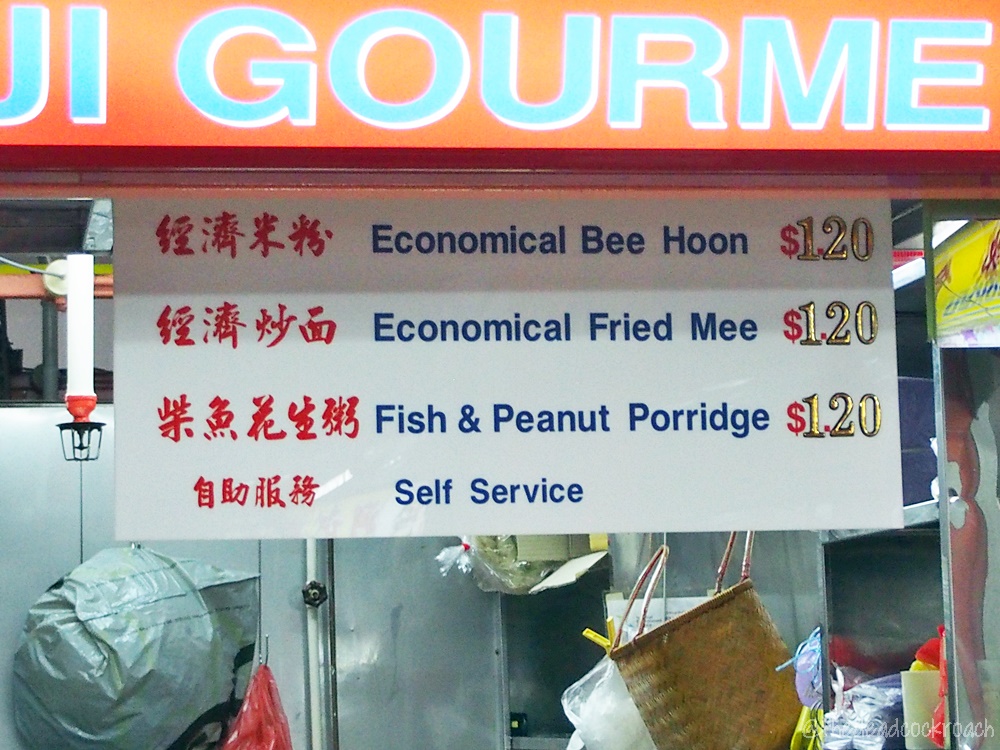 JI GOURME
經濟米粉 Economical Bee Hoon $1.20
經濟炒面 Economical Fried Mee $1.20
柴魚花生粥 Fish & Peanut Porridge $1.20
自助服務 Self Service